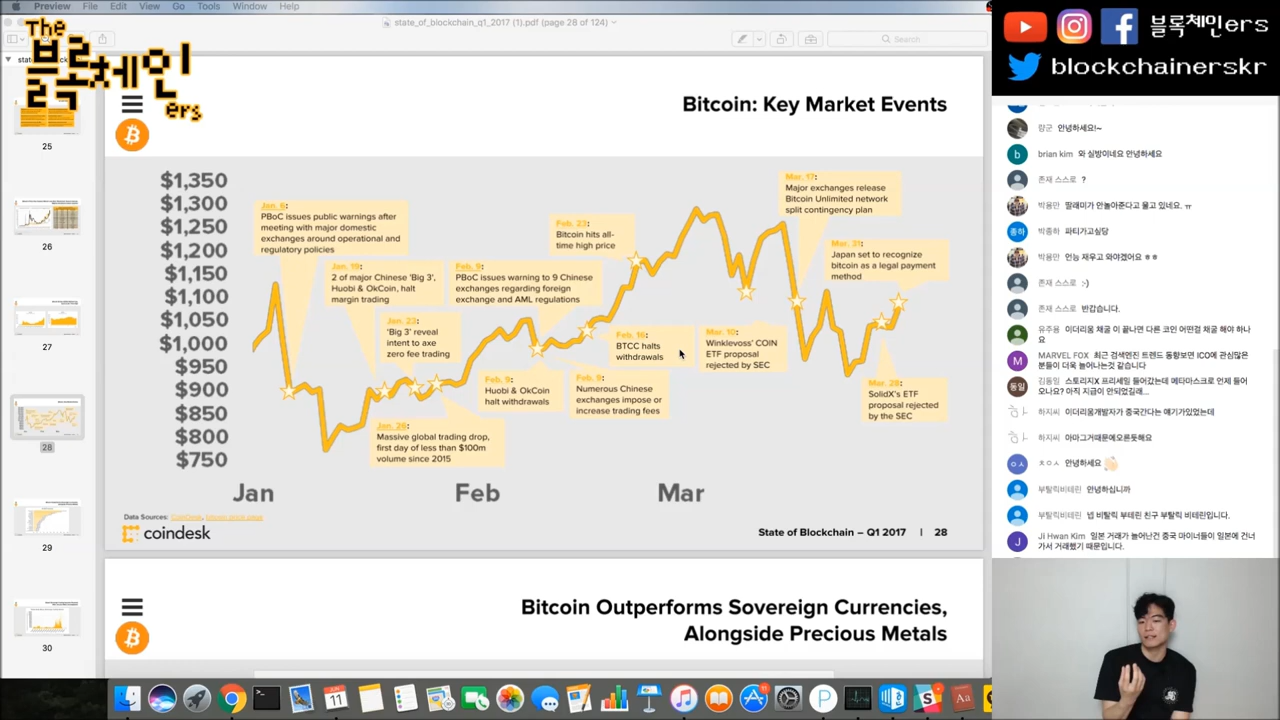 Preview File Edit View Go Tools Window Help
state_of_blockchain_q1_2017 (1).pdf (page 28 of 124)
Search
The
블록체인
ers
25
26
27
28
29
30
Bitcoin: Key Market Events
$1,350
$1,300
$1,250
$1,200
$1,150
$1,100
$1,050
$1,000
$950
$900
$850
$800
$750
Jan. 6:
PBoC issues public warnings after
meeting with major domestic
exchanges around operational and
regulatory policies
Jan. 19:
2 of major Chinese 'Big 3',
Huobi & OkCoin, halt
margin trading
Jan. 22:
'Big 3' reveal
intent to axe
zero fee trading
Jan. 26:
Massive global trading drop,
first day of less than $100m
volume since 2015
Feb. 9:
PBoC issues warning to 9 Chinese
exchanges regarding foreign
exchange and AML regulations
Feb. 9:
Huobi & OkCoin
halt withdrawals
Feb. 9:
Numerous Chinese
exchanges impose or
increase trading fees
Feb. 23:
Bitcoin hits all-
time high price
BTCC halts
withdrawals
Mar. 10:
Winklevoss' COIN
ETF proposal
rejected by SEC
Mar. 17:
Major exchanges release
Bitcoin Unlimited network
split contingency plan
Mar. 31:
Japan set to recognize
bitcoin as a legal payment
method
Mar. 28:
SolidX's ETF
proposal rejected
by the SEC
Jan Feb Mar
Data Sources: CoinDesk,
coindesk
State of Blockchain – Q1 2017 | 28
Bitcoin Outperforms Sovereign Currencies,
Alongside Precious Metals
블록체인ers
blockchainerskr
량군 안녕하세요!~
brian kim 와 실방이네요 안녕하세요
존재 스스로 ?
박용만 딸래미가 안놀아준다고 울고 있네요. ㅠ
박종하 파티가고싶당
박용만 언능 재우고 와야겠어요 ㅎㅎ
존재 스스로 :-)
존재 스스로 반갑습니다.
유주용 이더리움 채굴 이 끝나면 다른 코인 어떤걸 채굴 해야 하나
요
MARVEL FOX 최근 검색엔진 트렌드 동향보면 ICO에 관심많은
분들이 더욱 늘어나는것 같습니다
김동일 스토리지X 프리세일 들어갔는데 메타마스크로 언제 들어
오나요? 아직 지급이 안되었길래...
하지씨 이더리움개발자가 중국간다는 얘기가있었는데
하지씨 아마그거때문에오른듯해요
ㅊㅇㅅ 안녕하세요
부탈릭비테린 안녕하십니까
부탈릭비테린 넵 비탈릭 부테린 친구 부탈릭 비테린입니다.
Ji Hwan Kim 일본 거래가 늘어난건 중국 마이너들이 일본에 건너
가서 거래했기 때문입니다.
JUL
11